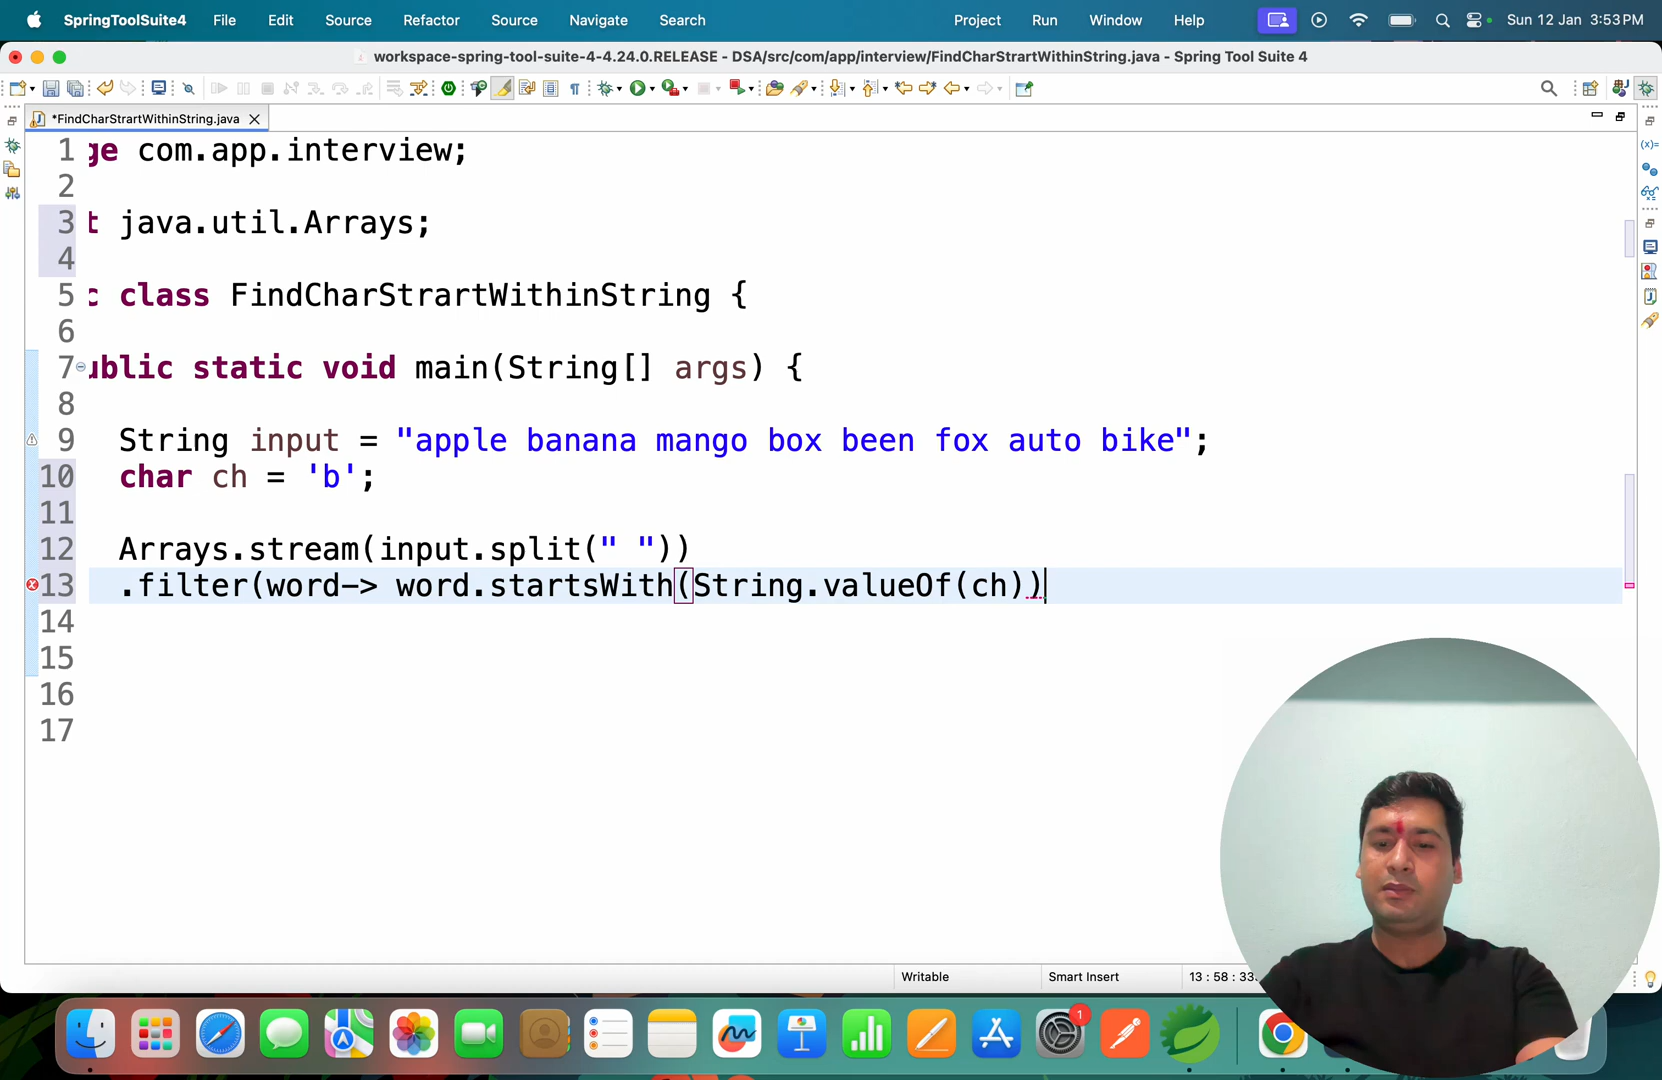 SpringToolSuite4 File Edit Source Refactor Source Navigate Search Project Run Window Help Sun 12 Jan 3:53 PM
workspace-spring-tool-suite-4-4.24.0.RELEASE - DSA/src/com/app/interview/FindCharStrartWithinString.java - Spring Tool Suite 4
*FindCharStrartWithinString.java
1 ge com.app.interview;
2
3 t java.util.Arrays;
4
5 c class FindCharStrartWithinString {
6
7 ublic static void main(String[] args) {
8
9 String input = "apple banana mango box been fox auto bike";
10 char ch = 'b';
11
12 Arrays.stream(input.split(" "))
13 .filter(word-> word.startsWith(String.valueOf(ch))
14
15
16
17
Writable Smart Insert 13 : 58 : 33
1